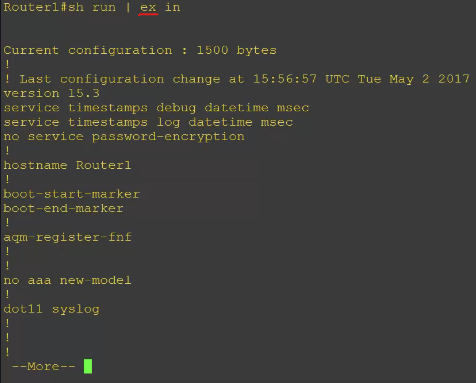 Router1#sh run | ex in
Current configuration : 1500 bytes
!
! Last configuration change at 15:56:57 UTC Tue May 2 2017
version 15.3
service timestamps debug datetime msec
service timestamps log datetime msec
no service password-encryption
!
hostname Router1
!
boot-start-marker
boot-end-marker
!
aqm-register-fnf
!
!
no aaa new-model
!
dot11 syslog
!
!
!
--More--